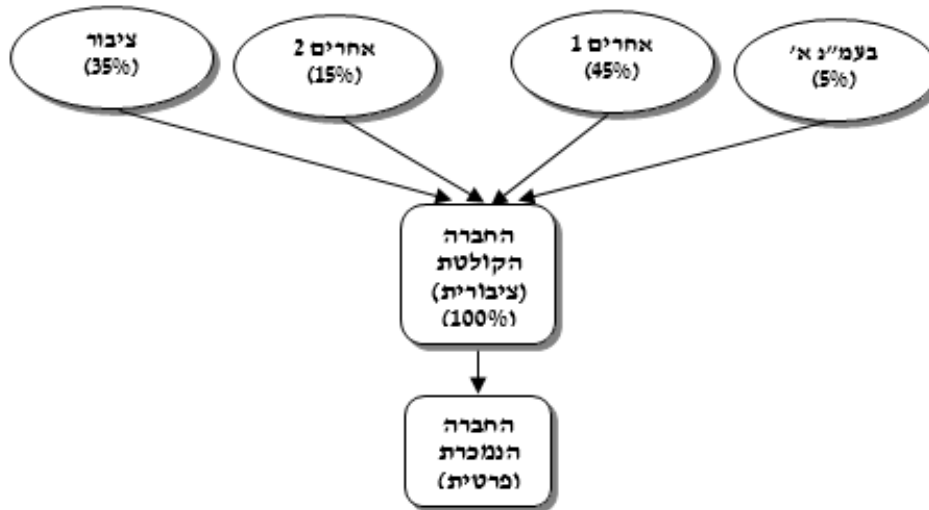 בעמ"נ א'
(5%)
אחרים 1
(45%)
אחרים 2
(15%)
ציבור
(35%)
החברה
הקולטת
(ציבורית)
(100%)
החברה
הנמכרת
(פרטית)